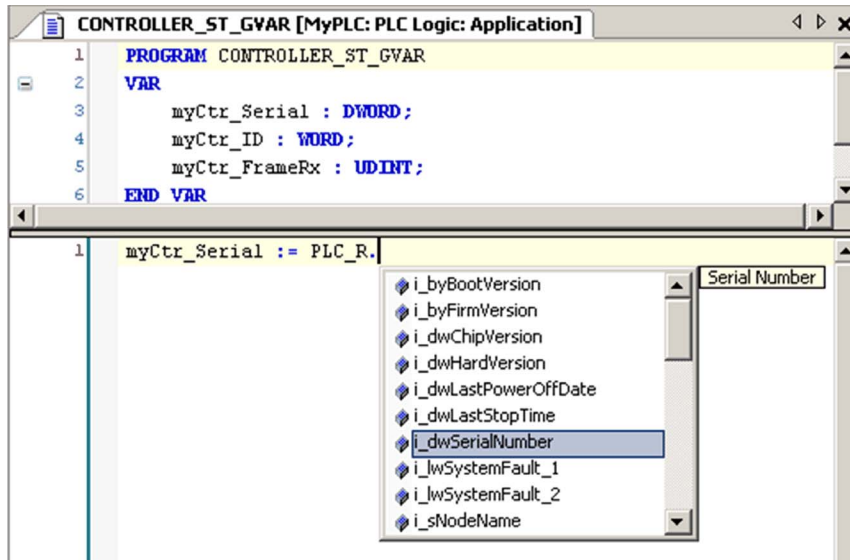 CONTROLLER_ST_GVAR [MyPLC: PLC Logic: Application]
1 PROGRAM CONTROLLER_ST_GVAR
2 VAR
3 myCtr_Serial : DWORD;
4 myCtr_ID : WORD;
5 myCtr_FrameRx : UDINT;
6 END_VAR
1 myCtr_Serial := PLC_R.
i_byBootVersion
Serial Number
i_byFirmVersion
i_dwChipVersion
i_dwHardVersion
i_dwLastPowerOffDate
i_dwLastStopTime
i_dwSerialNumber
i_lwSystemFault_1
i_lwSystemFault_2
i_sNodeName